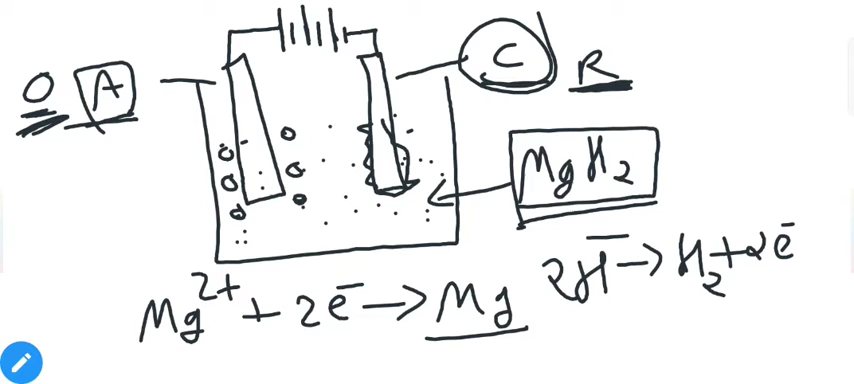 O A
C R
MgH₂
Mg²⁺ + 2e⁻ → Mg
2H⁻ → H₂ + 2e⁻